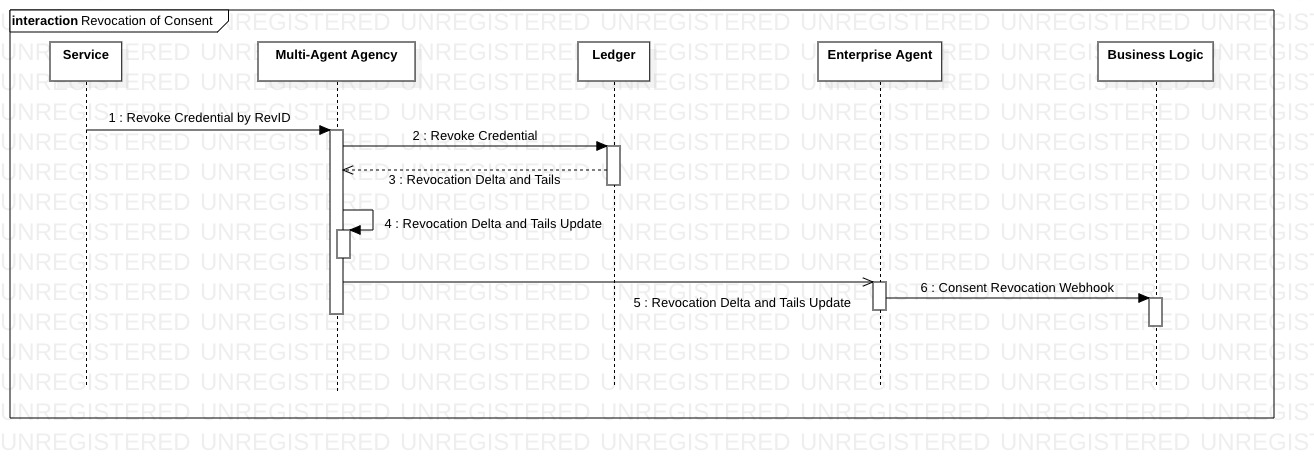 interaction Revocation of Consent
Service
Multi-Agent Agency
Ledger
Enterprise Agent
Business Logic
1 : Revoke Credential by RevID
2 : Revoke Credential
3 : Revocation Delta and Tails
4 : Revocation Delta and Tails Update
5 : Revocation Delta and Tails Update
6 : Consent Revocation Webhook
UNREGISTERED UNREGISTERED UNREGISTERED UNREGISTERED UNREGISTERED UNREGISTERED